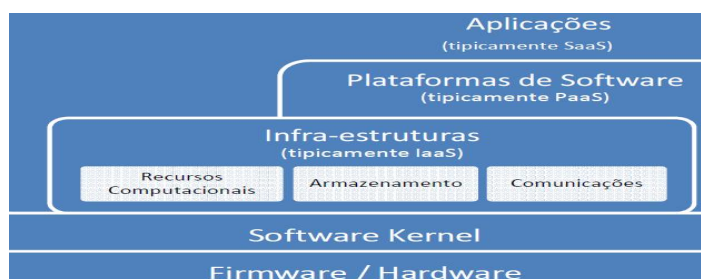 Aplicações
(tipicamente SaaS)
Plataformas de Software
(tipicamente PaaS)
Infra-estruturas
(tipicamente IaaS)
Recursos
Computacionais
Armazenamento
Comunicações
Software Kernel
Firmware / Hardware